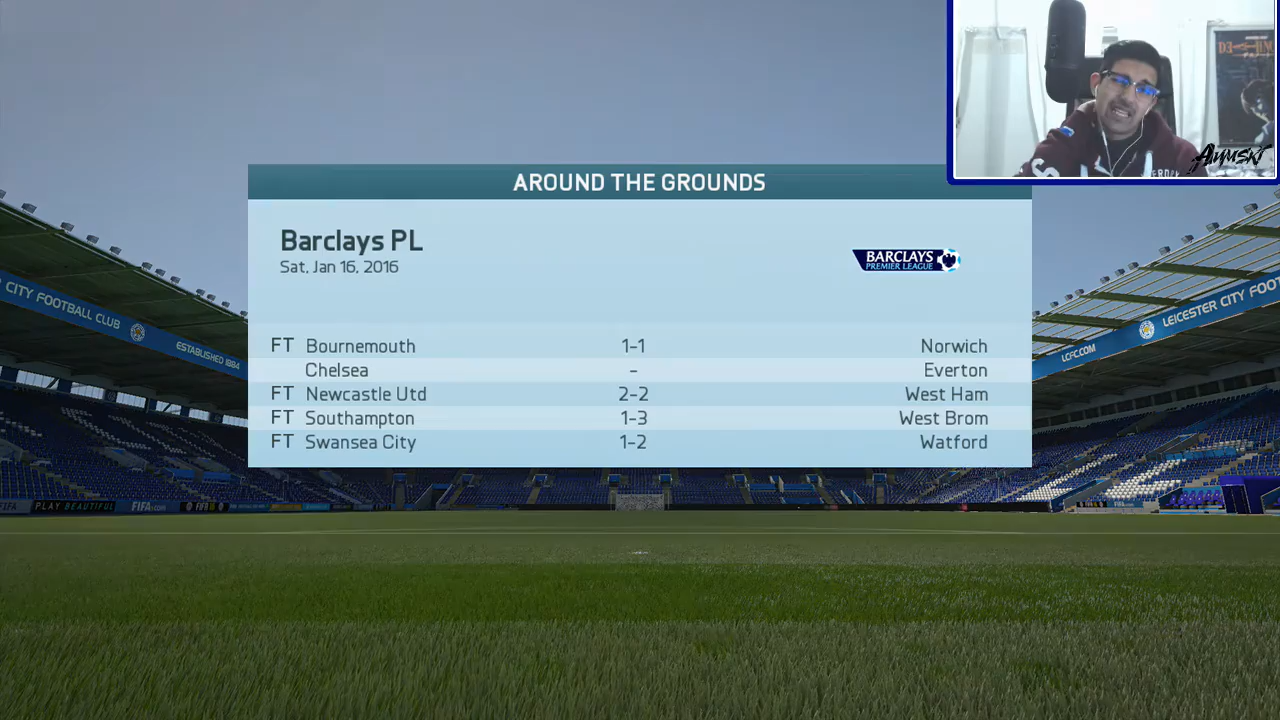 AROUND THE GROUNDS
Barclays PL
Sat, Jan 16, 2016
BARCLAYS
PREMIER LEAGUE
FT Bournemouth 1-1 Norwich
Chelsea - Everton
FT Newcastle Utd 2-2 West Ham
FT Southampton 1-3 West Brom
FT Swansea City 1-2 Watford
CITY FOOTBALL CLUB
ESTABLISHED 1884
LEICESTER CITY FOOT
LCFC.COM
FIFA
PLAY BEAUTIFUL
FIFA.com